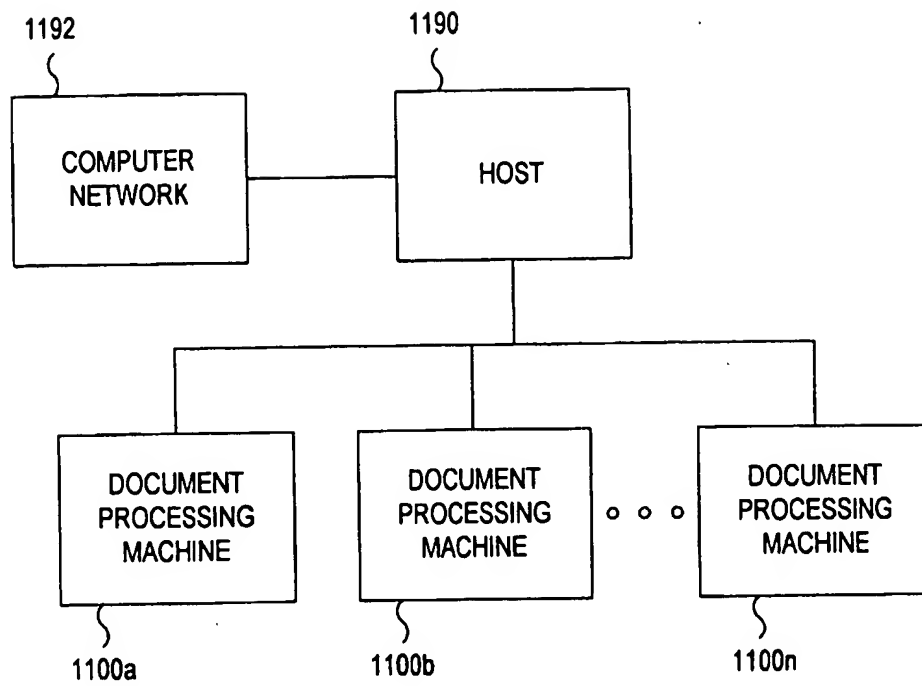 1192
1190
COMPUTER
NETWORK
HOST
DOCUMENT
PROCESSING
MACHINE
DOCUMENT
PROCESSING
MACHINE
DOCUMENT
PROCESSING
MACHINE
1100a
1100b
1100n